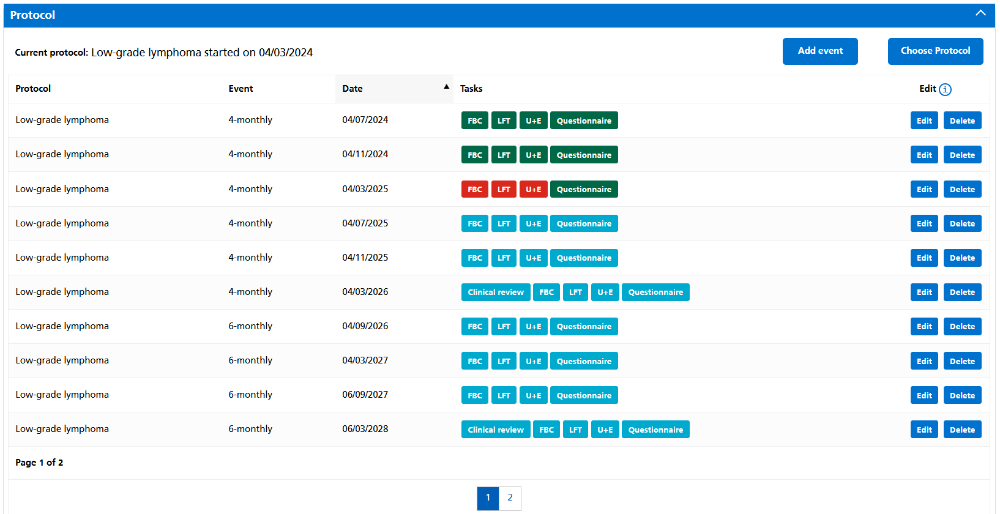 Protocol
Current protocol: Low-grade lymphoma started on 04/03/2024 Add event Choose Protocol
Protocol Event Date ▲ Tasks Edit i
Low-grade lymphoma 4-monthly 04/07/2024 FBC LFT U+E Questionnaire Edit Delete
Low-grade lymphoma 4-monthly 04/11/2024 FBC LFT U+E Questionnaire Edit Delete
Low-grade lymphoma 4-monthly 04/03/2025 FBC LFT U+E Questionnaire Edit Delete
Low-grade lymphoma 4-monthly 04/07/2025 FBC LFT U+E Questionnaire Edit Delete
Low-grade lymphoma 4-monthly 04/11/2025 FBC LFT U+E Questionnaire Edit Delete
Low-grade lymphoma 4-monthly 04/03/2026 Clinical review FBC LFT U+E Questionnaire Edit Delete
Low-grade lymphoma 6-monthly 04/09/2026 FBC LFT U+E Questionnaire Edit Delete
Low-grade lymphoma 6-monthly 04/03/2027 FBC LFT U+E Questionnaire Edit Delete
Low-grade lymphoma 6-monthly 06/09/2027 FBC LFT U+E Questionnaire Edit Delete
Low-grade lymphoma 6-monthly 06/03/2028 Clinical review FBC LFT U+E Questionnaire Edit Delete
Page 1 of 2
1 2